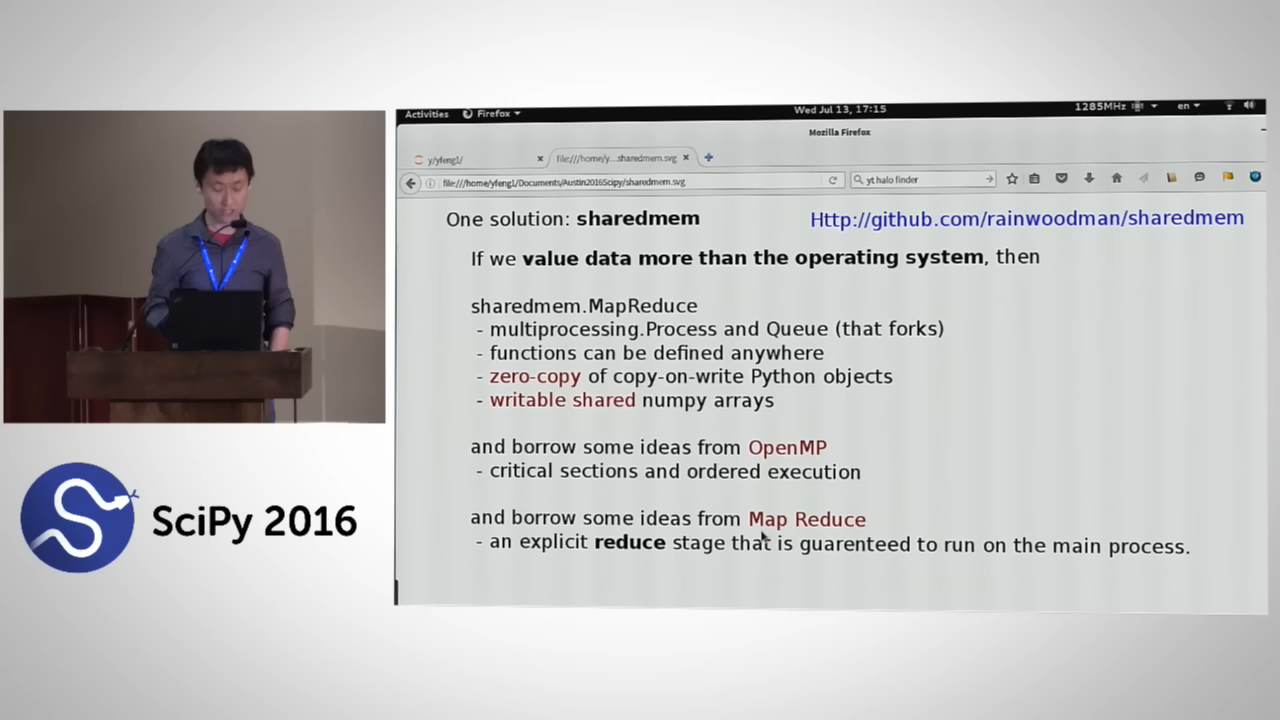 Activities Firefox Wed Jul 13, 17:15 1285MHz en
Mozilla Firefox
y/yfeng1/ file:///home/y...sharedmem.svg
file:///home/yfeng1/Documents/Austin2016Scipy/sharedmem.svg yt halo finder
One solution: sharedmem Http://github.com/rainwoodman/sharedmem
If we value data more than the operating system, then
sharedmem.MapReduce
- multiprocessing.Process and Queue (that forks)
- functions can be defined anywhere
- zero-copy of copy-on-write Python objects
- writable shared numpy arrays
and borrow some ideas from OpenMP
- critical sections and ordered execution
and borrow some ideas from Map Reduce
- an explicit reduce stage that is guarenteed to run on the main process.
SciPy 2016